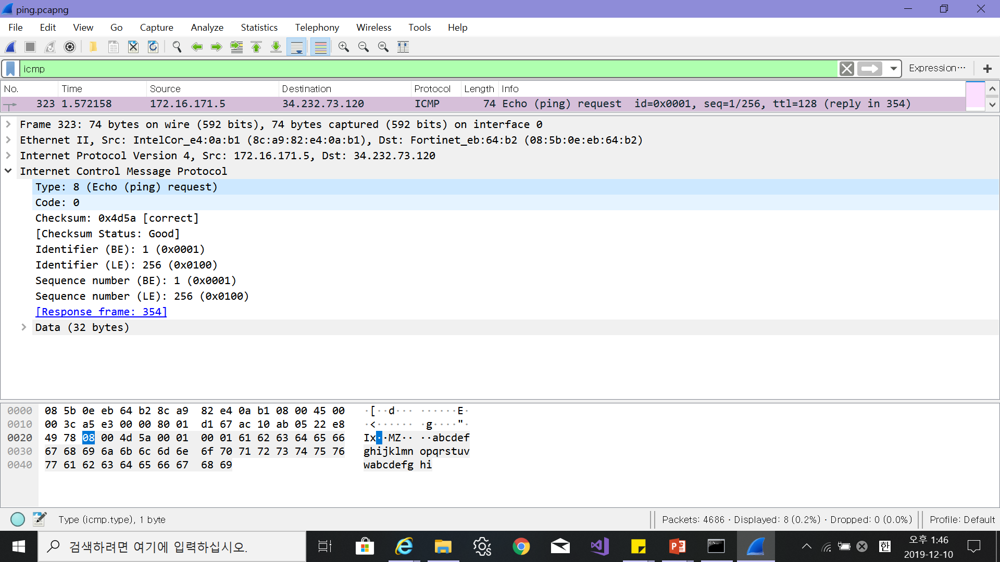 ping.pcapng
File Edit View Go Capture Analyze Statistics Telephony Wireless Tools Help
icmp Expression…
No. Time Source Destination Protocol Length Info
323 1.572158 172.16.171.5 34.232.73.120 ICMP 74 Echo (ping) request id=0x0001, seq=1/256, ttl=128 (reply in 354)
Frame 323: 74 bytes on wire (592 bits), 74 bytes captured (592 bits) on interface 0
Ethernet II, Src: IntelCor_e4:0a:b1 (8c:a9:82:e4:0a:b1), Dst: Fortinet_eb:64:b2 (08:5b:0e:eb:64:b2)
Internet Protocol Version 4, Src: 172.16.171.5, Dst: 34.232.73.120
Internet Control Message Protocol
Type: 8 (Echo (ping) request)
Code: 0
Checksum: 0x4d5a [correct]
[Checksum Status: Good]
Identifier (BE): 1 (0x0001)
Identifier (LE): 256 (0x0100)
Sequence number (BE): 1 (0x0001)
Sequence number (LE): 256 (0x0100)
[Response frame: 354]
Data (32 bytes)
0000 08 5b 0e eb 64 b2 8c a9 82 e4 0a b1 08 00 45 00 ·[··d··· ······E·
0010 00 3c a5 e3 00 00 80 01 d1 67 ac 10 ab 05 22 e8 ·<······ ·g····"·
0020 49 78 08 00 4d 5a 00 01 00 01 61 62 63 64 65 66 Ix··MZ·· ··abcdef
0030 67 68 69 6a 6b 6c 6d 6e 6f 70 71 72 73 74 75 76 ghijklmn opqrstuv
0040 77 61 62 63 64 65 66 67 68 69 wabcdefg hi
Type (icmp.type), 1 byte Packets: 4686 · Displayed: 8 (0.2%) · Dropped: 0 (0.0%) Profile: Default
검색하려면 여기에 입력하십시오.
한
오후 1:46
2019-12-10